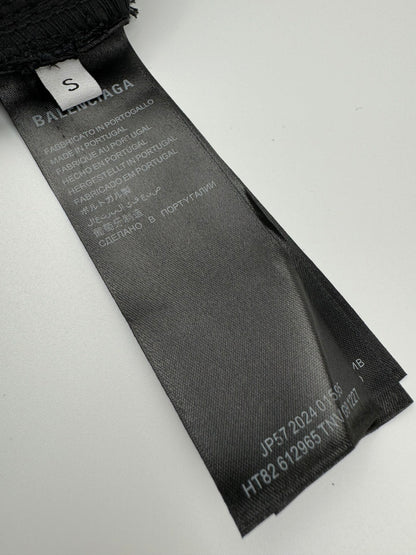 S
BALENCIAGA
FABBRICATO IN PORTOGALLO
MADE IN PORTUGAL
FABRIQUE AU PORTUGAL
HECHO EN PORTUGAL
HERGESTELLT IN PORTUGAL
FABRICADO EM PORTUGAL
ポルトガル製
صنع في البرتغال
葡萄牙制造
СДЕЛАНО В ПОРТУГАЛИИ
JP57 2024
HT82 612965